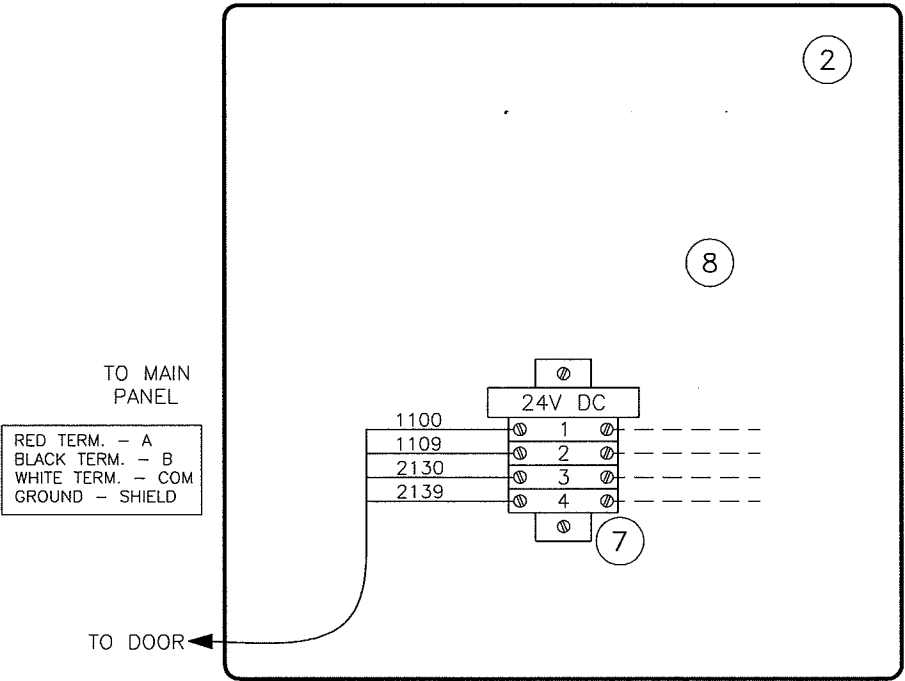 2
8
TO MAIN
PANEL
RED TERM. – A
BLACK TERM. – B
WHITE TERM. – COM
GROUND – SHIELD
24V DC
1100 1
1109 2
2130 3
2139 4
7
TO DOOR